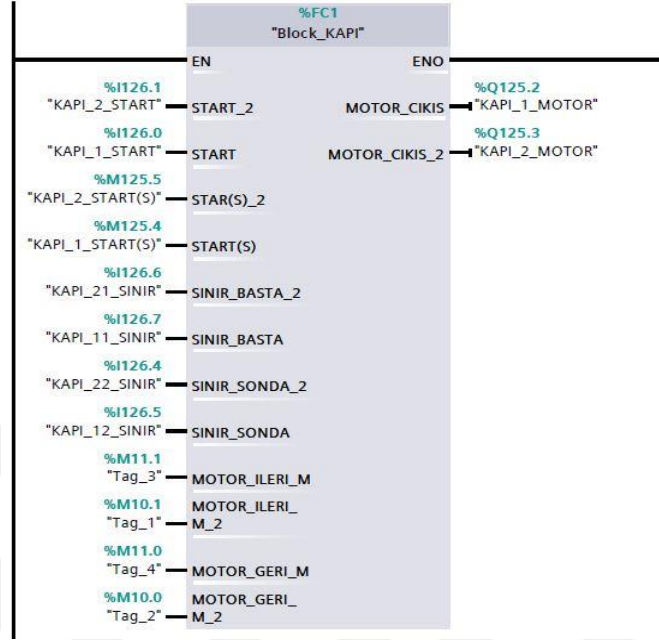 %FC1
"Block_KAPI"
EN ENO
%I126.1
"KAPI_2_START" START_2
%Q125.2
MOTOR_CIKIS "KAPI_1_MOTOR"
%I126.0
"KAPI_1_START" START
%Q125.3
MOTOR_CIKIS_2 "KAPI_2_MOTOR"
%M125.5
"KAPI_2_START(S)" STAR(S)_2
%M125.4
"KAPI_1_START(S)" START(S)
%I126.6
"KAPI_21_SINIR" SINIR_BASTA_2
%I126.7
"KAPI_11_SINIR" SINIR_BASTA
%I126.4
"KAPI_22_SINIR" SINIR_SONDA_2
%I126.5
"KAPI_12_SINIR" SINIR_SONDA
%M11.1
"Tag_3" MOTOR_ILERI_M
%M10.1
"Tag_1" MOTOR_ILERI_
M_2
%M11.0
"Tag_4" MOTOR_GERI_M
%M10.0
"Tag_2" MOTOR_GERI_
M_2